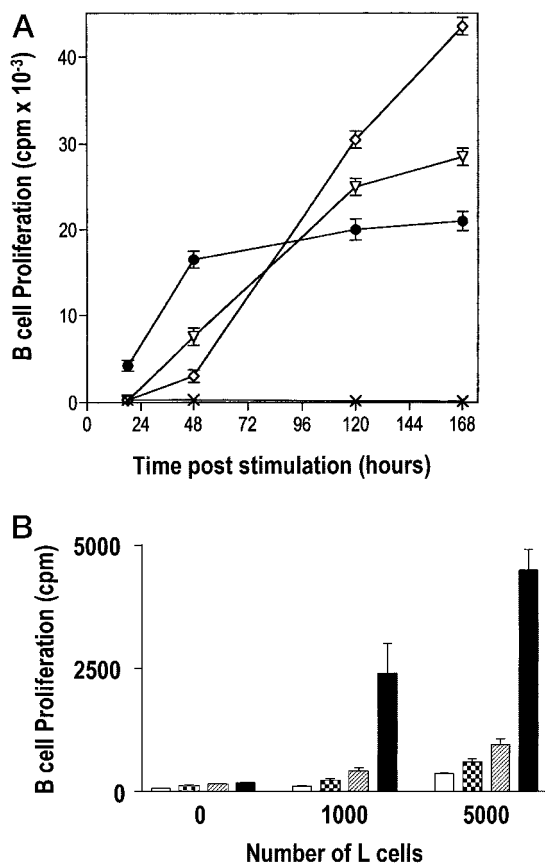 A
B cell Proliferation (cpm x 10⁻³)
40
30
20
10
0
0 24 48 72 96 120 144 168
Time post stimulation (hours)
B
B cell Proliferation (cpm)
5000
2500
0
0 1000 5000
Number of L cells